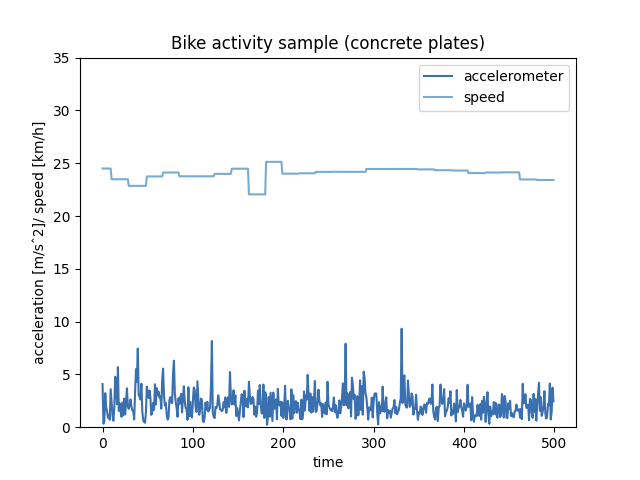 Bike activity sample (concrete plates)
accelerometer
speed
acceleration [m/s^2]/ speed [km/h]
35
30
25
20
15
10
5
0
0 100 200 300 400 500
time